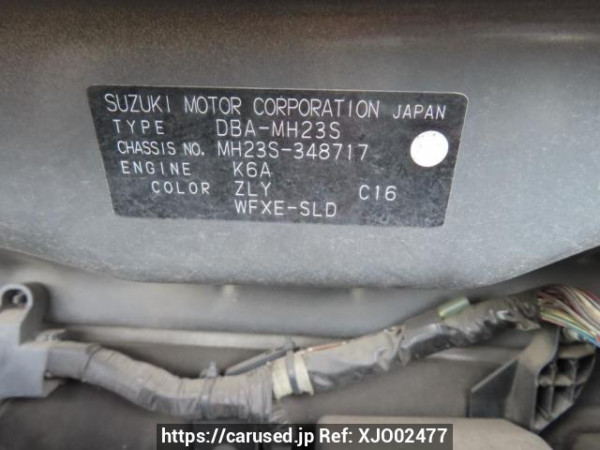 SUZUKI MOTOR CORPORATION JAPAN
TYPE DBA-MH23S
CHASSIS NO. MH23S-348717
ENGINE K6A
COLOR ZLY C16
WFXE-SLD
https://carused.jp Ref: XJO02477